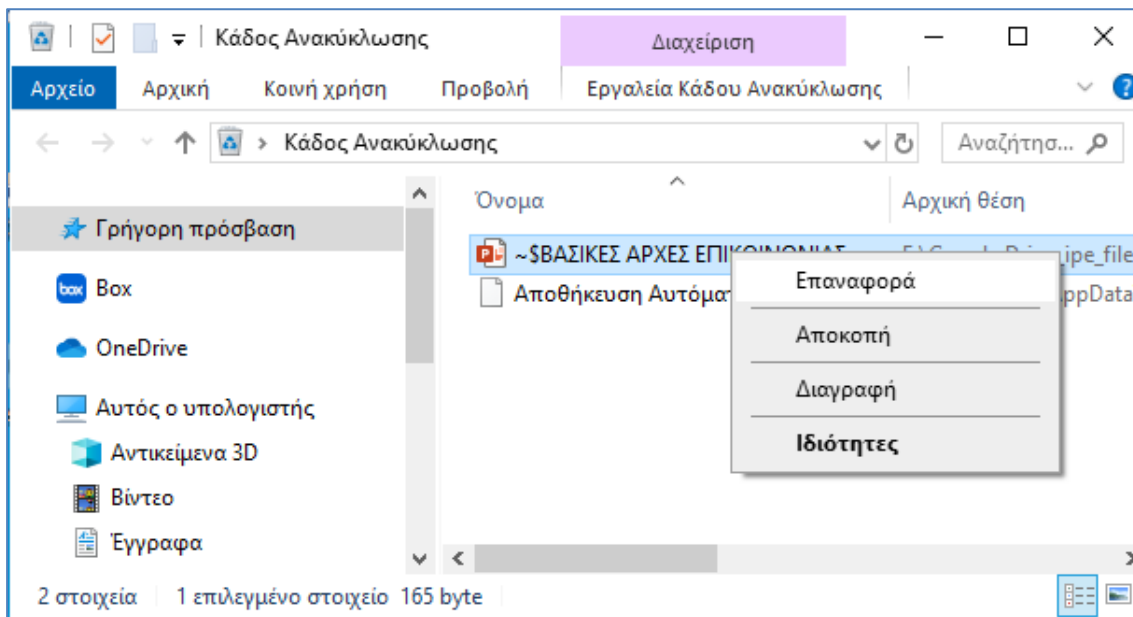 Κάδος Ανακύκλωσης
Διαχείριση
Αρχείο Αρχική Κοινή χρήση Προβολή Εργαλεία Κάδου Ανακύκλωσης
Κάδος Ανακύκλωσης Αναζήτησ...
Όνομα Αρχική θέση
Γρήγορη πρόσβαση
~$ΒΑΣΙΚΕΣ ΑΡΧΕΣ ΕΠΙΚΟΙΝΩΝΙΑΣ ipe_file
Αποθήκευση Αυτόμα ppData
Επαναφορά
Αποκοπή
Διαγραφή
Ιδιότητες
box Box
OneDrive
Αυτός ο υπολογιστής
Αντικείμενα 3D
Βίντεο
Έγγραφα
2 στοιχεία 1 επιλεγμένο στοιχείο 165 byte